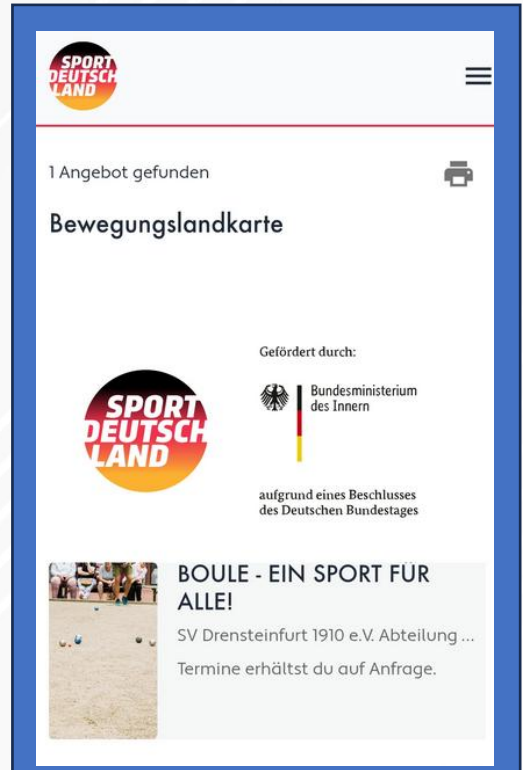 SPORT
DEUTSCH
LAND
1 Angebot gefunden
Bewegungslandkarte
SPORT
DEUTSCH
LAND
Gefördert durch:
Bundesministerium
des Innern
aufgrund eines Beschlusses
des Deutschen Bundestages
BOULE - EIN SPORT FÜR
ALLE!
SV Drensteinfurt 1910 e.V. Abteilung ...
Termine erhältst du auf Anfrage.